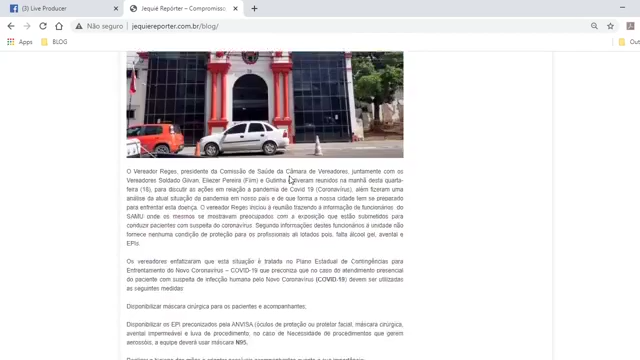 (3) Live Producer
Jequié Repórter – Compromisso
Não seguro | jequiereporter.com.br/blog/
Apps BLOG Out
O Vereador Reges, presidente da Comissão de Saúde da Câmara de Vereadores, juntamente com os
Vereadores Soldado Gilvan, Eliezer Pereira (Fim) e Gutinha tiveram reunidos na manhã desta quarta-
feira (18), para discutir as ações em relação a pandemia de Covid 19 (Coronavírus), além fizeram uma
análise da atual situação da pandemia em nosso país e de que forma a nossa cidade tem se preparado
para enfrentar esta doença. O vereador Reges iniciou à reunião trazendo a informação de funcionários do
SAMU onde os mesmos se mostravam preocupados com a exposição que estão submetidos para
conduzir pacientes com suspeita do coronavírus. Segundo informações destes funcionários à unidade não
fornece nenhuma condição de proteção para os profissionais ali lotados pois, falta álcool gel, avental e
EPIs.
Os vereadores enfatizaram que esta situação é tratada no Plano Estadual de Contingências para
Enfrentamento do Novo Coronavírus – COVID-19 que preconiza que no caso do atendimento presencial
do paciente com suspeita de infecção humana pelo Novo Coronavírus (COVID-19) devem ser utilizadas
as seguintes medidas:
Disponibilizar máscara cirúrgica para os pacientes e acompanhantes;
Disponibilizar os EPI preconizados pela ANVISA (óculos de proteção ou protetor facial, máscara cirúrgica,
avental impermeável e luva de procedimento, no caso de Necessidade de procedimentos que gerem
aerossóis, a equipe deverá usar máscara N95.